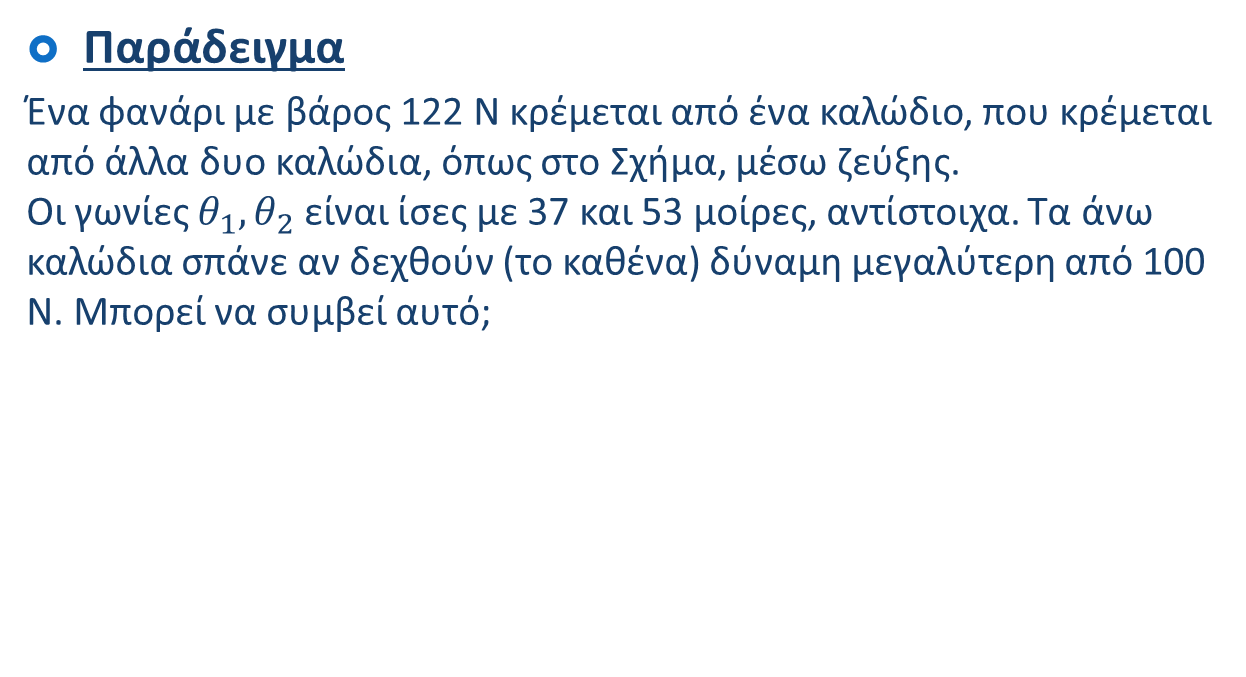 Παράδειγμα
Ένα φανάρι με βάρος 122 Ν κρέμεται από ένα καλώδιο, που κρέμεται
από άλλα δυο καλώδια, όπως στο Σχήμα, μέσω ζεύξης.
Οι γωνίες θ₁, θ₂ είναι ίσες με 37 και 53 μοίρες, αντίστοιχα. Τα άνω
καλώδια σπάνε αν δεχθούν (το καθένα) δύναμη μεγαλύτερη από 100
Ν. Μπορεί να συμβεί αυτό;